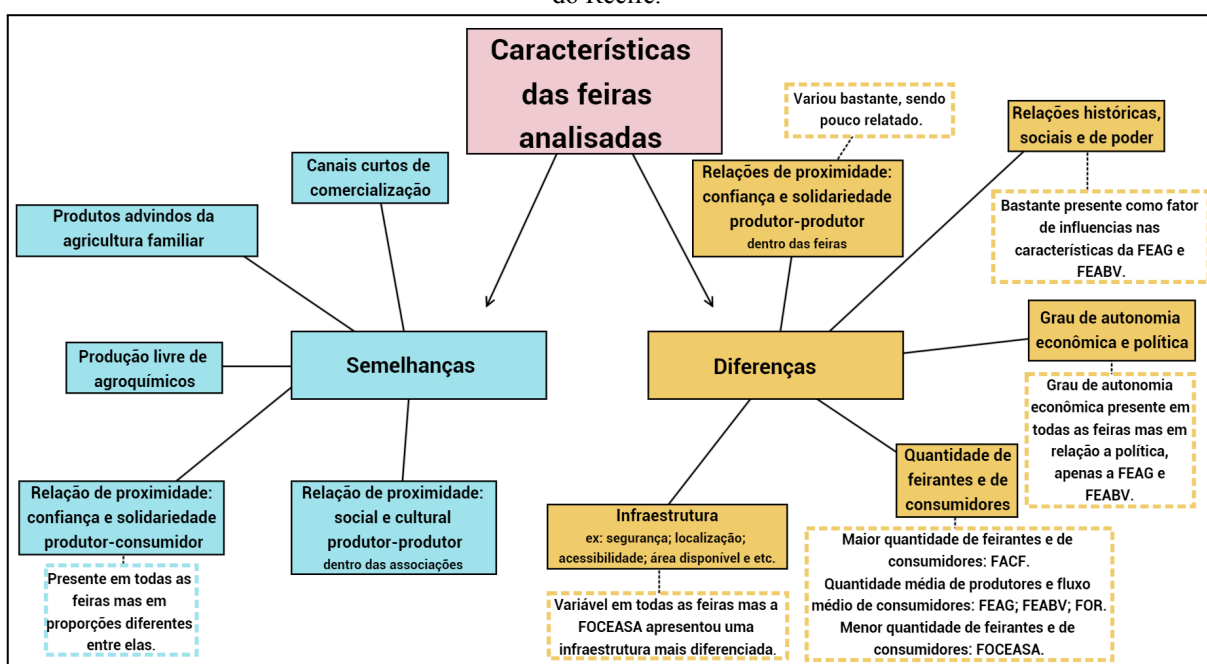 do Recife.
Características
das feiras
analisadas
Canais curtos de
comercialização
Produtos advindos da
agricultura familiar
Semelhanças
Produção livre de
agroquímicos
Relação de proximidade:
confiança e solidariedade
produtor-consumidor
Presente em todas as
feiras mas em
proporções diferentes
entre elas.
Relação de proximidade:
social e cultural
produtor-produtor
dentro das associações
Variou bastante, sendo
pouco relatado.
Relações de proximidade:
confiança e solidariedade
produtor-produtor
dentro das feiras
Relações históricas,
sociais e de poder
Bastante presente como fator
de influencias nas
características da FEAG e
FEABV.
Diferenças
Grau de autonomia
econômica e política
Grau de autonomia
econômica presente em
todas as feiras mas em
relação a política,
apenas a FEAG e
FEABV.
Quantidade de
feirantes e de
consumidores
Maior quantidade de feirantes e de
consumidores: FACF.
Quantidade média de produtores e fluxo
médio de consumidores: FEAG; FEABV; FOR.
Menor quantidade de feirantes e de
consumidores: FOCEASA.
Infraestrutura
ex: segurança; localização;
acessibilidade; área disponível e etc.
Variável em todas as feiras mas a
FOCEASA apresentou uma
infraestrutura mais diferenciada.